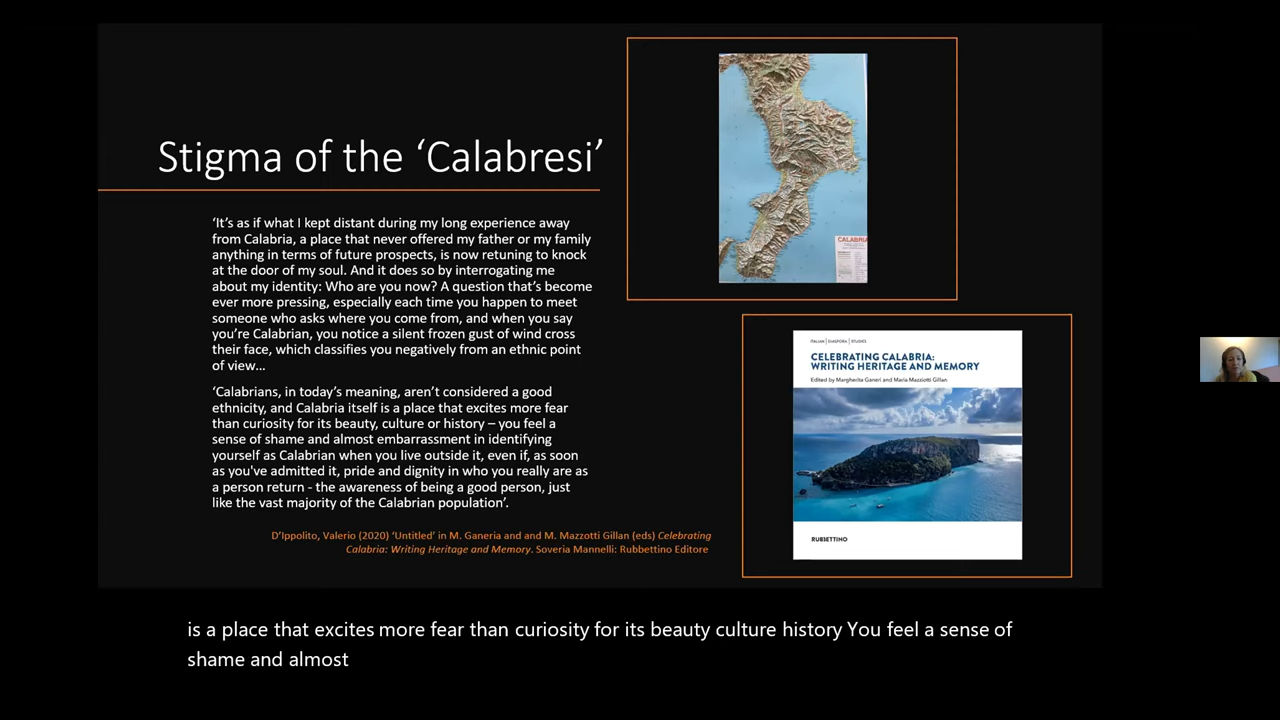 Stigma of the ‘Calabresi’
‘It’s as if what I kept distant during my long experience away
from Calabria, a place that never offered my father or my family
anything in terms of future prospects, is now retuning to knock
at the door of my soul. And it does so by interrogating me
about my identity: Who are you now? A question that’s become
ever more pressing, especially each time you happen to meet
someone who asks where you come from, and when you say
you’re Calabrian, you notice a silent frozen gust of wind cross
their face, which classifies you negatively from an ethnic point
of view…
‘Calabrians, in today’s meaning, aren’t considered a good
ethnicity, and Calabria itself is a place that excites more fear
than curiosity for its beauty, culture or history – you feel a
sense of shame and almost embarrassment in identifying
yourself as Calabrian when you live outside it, even if, as soon
as you've admitted it, pride and dignity in who you really are as
a person return - the awareness of being a good person, just
like the vast majority of the Calabrian population’.
D’Ippolito, Valerio (2020) ‘Untitled’ in M. Ganeria and and M. Mazzotti Gillan (eds) Celebrating
Calabria: Writing Heritage and Memory. Soveria Mannelli: Rubbettino Editore
CALABRIA
ITALIAN | DIASPORA | STUDIES
CELEBRATING CALABRIA:
WRITING HERITAGE AND MEMORY
Edited by Margherita Ganeri and Maria Mazziotti Gillan
RUBBETTINO
is a place that excites more fear than curiosity for its beauty culture history You feel a sense of
shame and almost